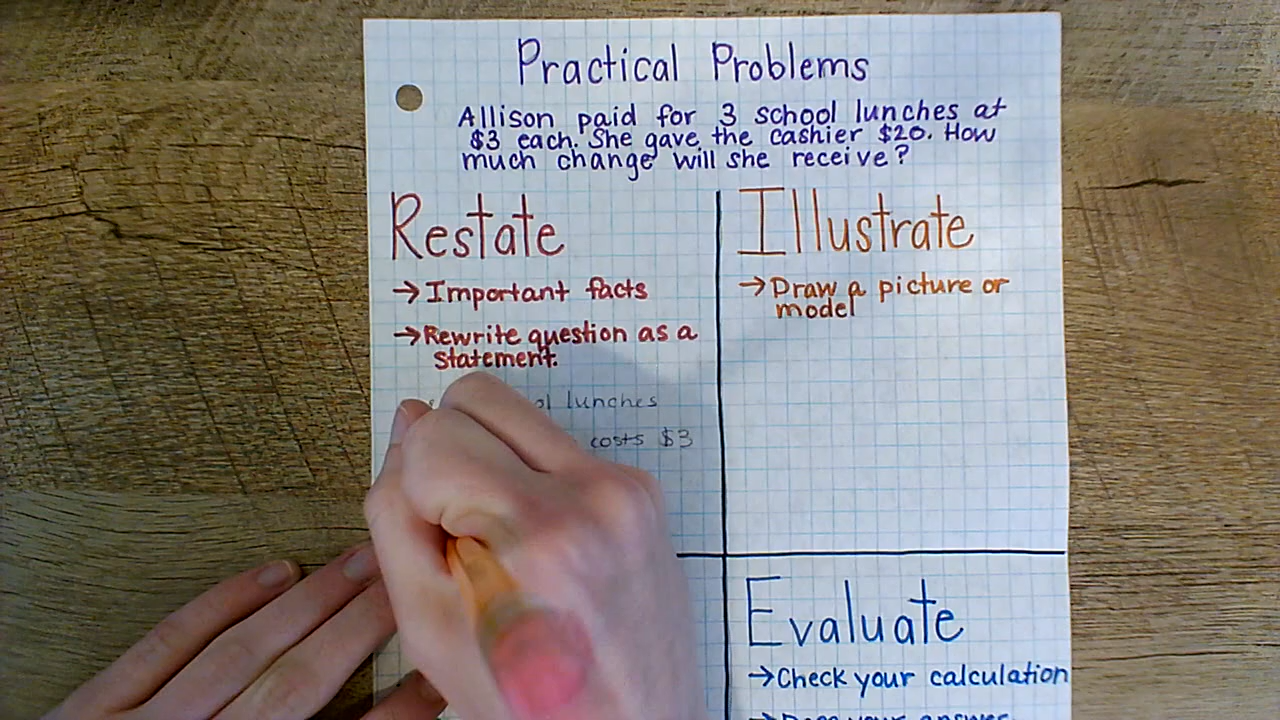 Practical Problems
Allison paid for 3 school lunches at
$3 each. She gave the cashier $20. How
much change will she receive?
Restate
→ Important facts
→ Rewrite question as a
statement.
lunches
costs $3
Illustrate
→ Draw a picture or
model
Evaluate
→ Check your calculation